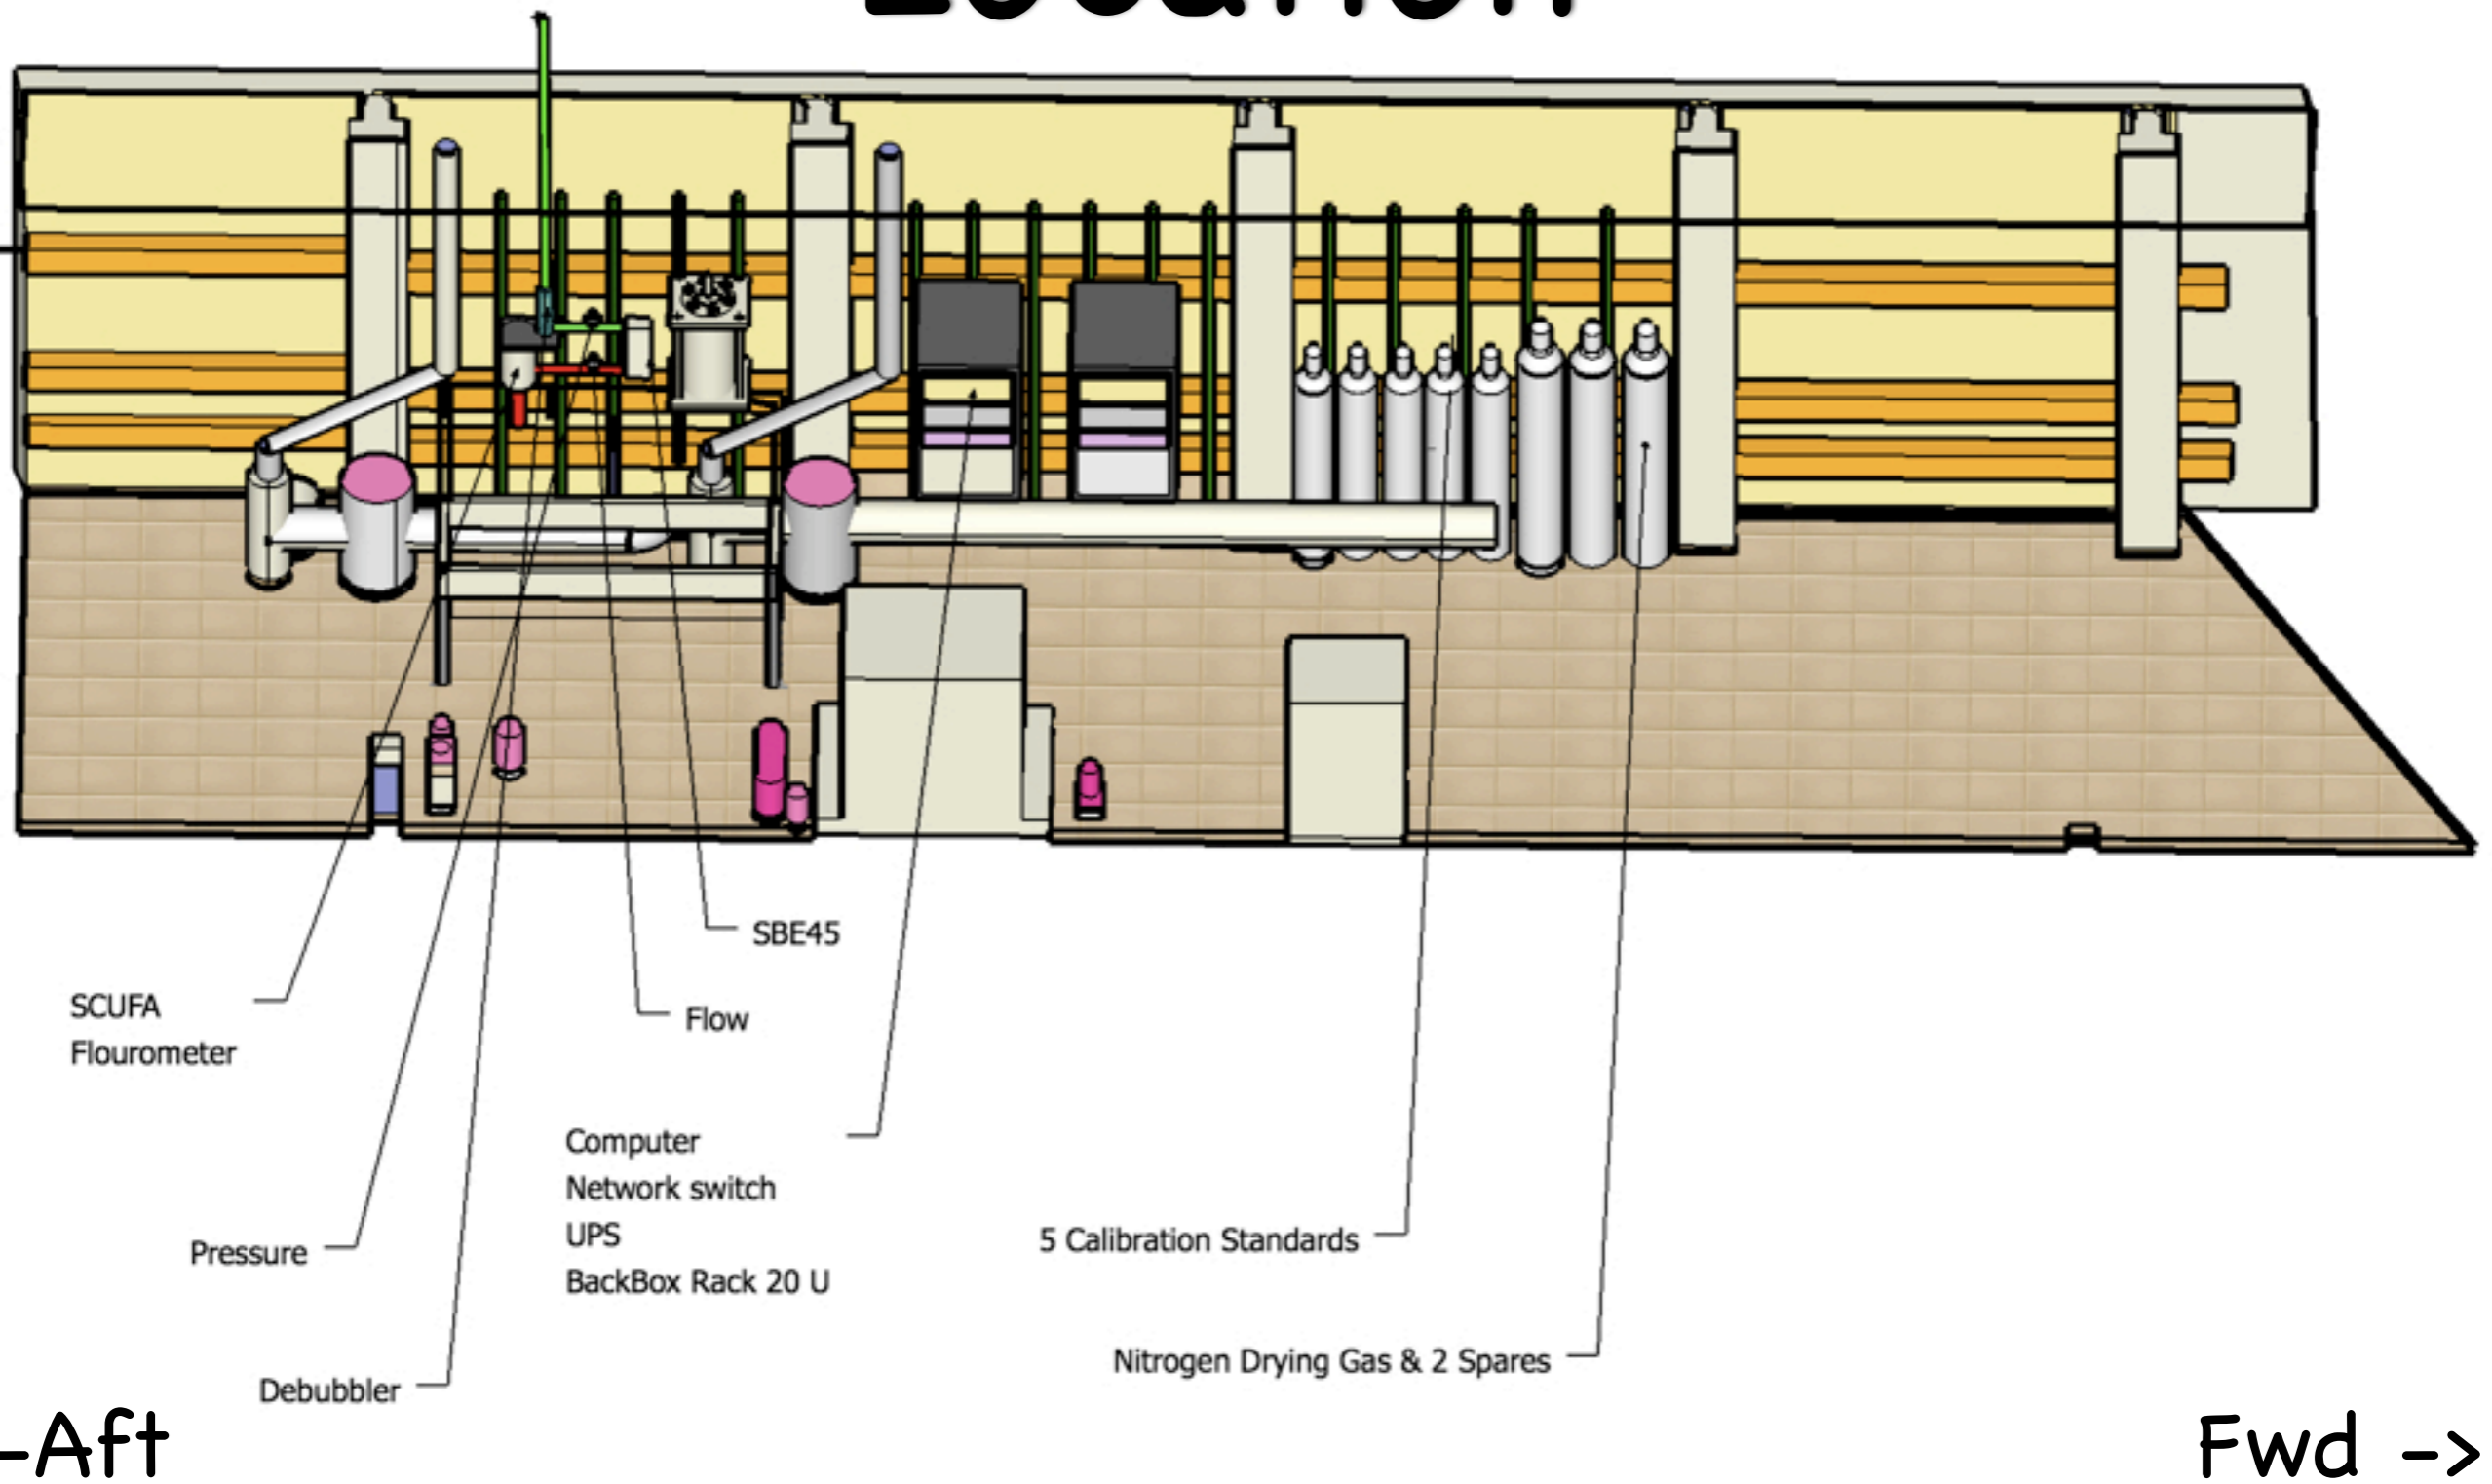 Location
SBE45
SCUFA
Flourometer
Flow
Computer
Network switch
UPS
BackBox Rack 20 U
5 Calibration Standards
Pressure
Nitrogen Drying Gas & 2 Spares
Debubbler
-Aft
Fwd ->